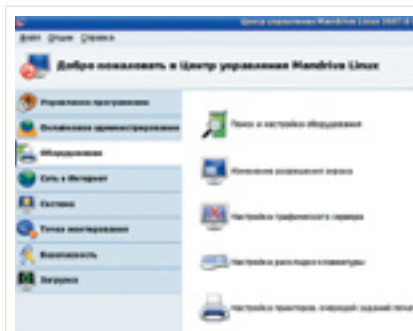 Центр управления Mandriva Linux 2007.0
Файл Опции Справка
Добро пожаловать в Центр управления Mandriva Linux
Управление программами
Онлайновое администрирование
Оборудование
Сеть и Интернет
Система
Точки монтирования
Безопасность
Загрузка
Поиск и настройка оборудования
Изменение разрешения экрана
Настройка графического сервера
Настройка раскладки клавиатуры
Настройка принтеров, очередей заданий